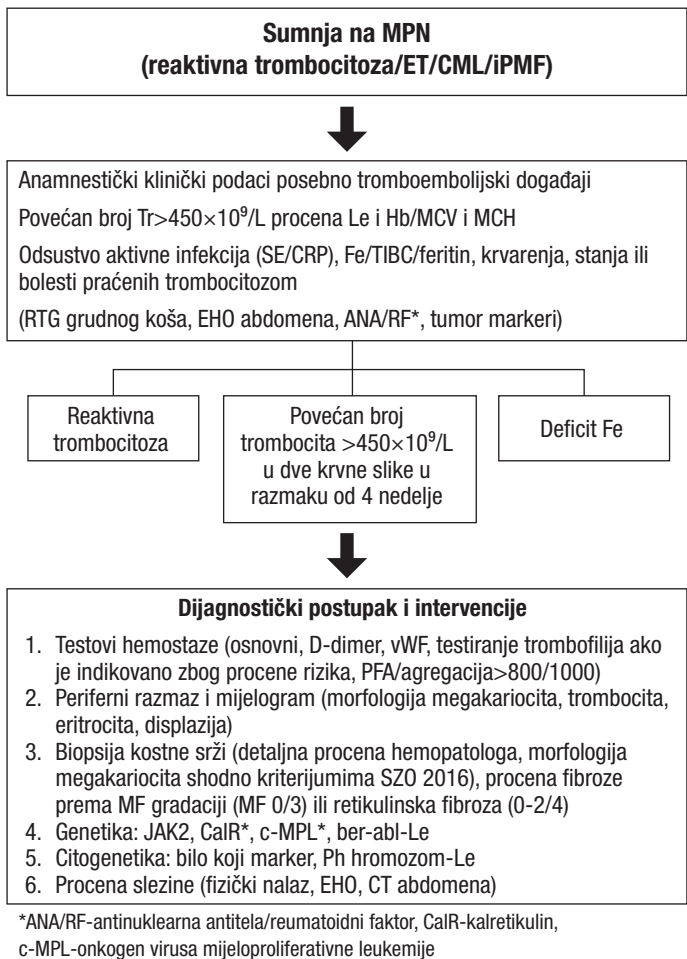 Sumnja na MPN
(reaktivna trombocitoza/ET/CML/iPMF)
Anamnestički klinički podaci posebno tromboembolijski događaji
Povećan broj Tr>450×10⁹/L procena Le i Hb/MCV i MCH
Odsustvo aktivne infekcija (SE/CRP), Fe/TIBC/feritin, krvarenja, stanja ili
bolesti praćenih trombocitozom
(RTG grudnog koša, EHO abdomena, ANA/RF*, tumor markeri)
Reaktivna
trombocitoza
Povećan broj
trombocita >450×10⁹/L
u dve krvne slike u
razmaku od 4 nedelje
Deficit Fe
Dijagnostički postupak i intervencije
1. Testovi hemostaze (osnovni, D-dimer, vWF, testiranje trombofilija ako
je indikovano zbog procene rizika, PFA/agregacija>800/1000)
2. Periferni razmaz i mijelogram (morfologija megakariocita, trombocita,
eritrocita, displazija)
3. Biopsija kostne srži (detaljna procena hemopatologa, morfologija
megakariocita shodno kriterijumima SZO 2016), procena fibroze
prema MF gradaciji (MF 0/3) ili retikulinska fibroza (0-2/4)
4. Genetika: JAK2, CalR*, c-MPL*, ber-abl-Le
5. Citogenetika: bilo koji marker, Ph hromozom-Le
6. Procena slezine (fizički nalaz, EHO, CT abdomena)
*ANA/RF-antinuklearna antitela/reumatoidni faktor, CalR-kalretikulin,
c-MPL-onkogen virusa mijeloproliferativne leukemije